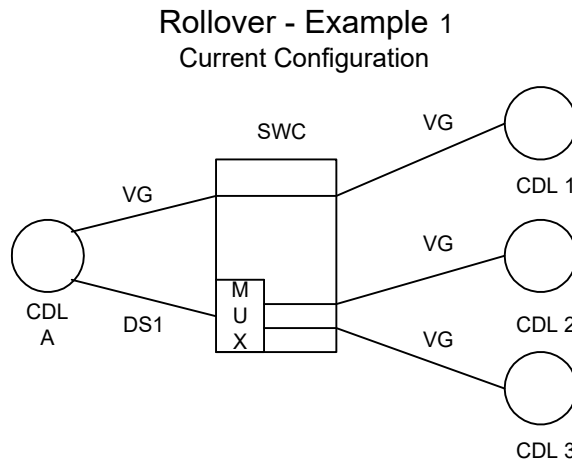 Rollover - Example 1
Current Configuration
SWC
VG
CDL 1
VG
VG
CDL 2
CDL
A
DS1
M
U
X
VG
CDL 3